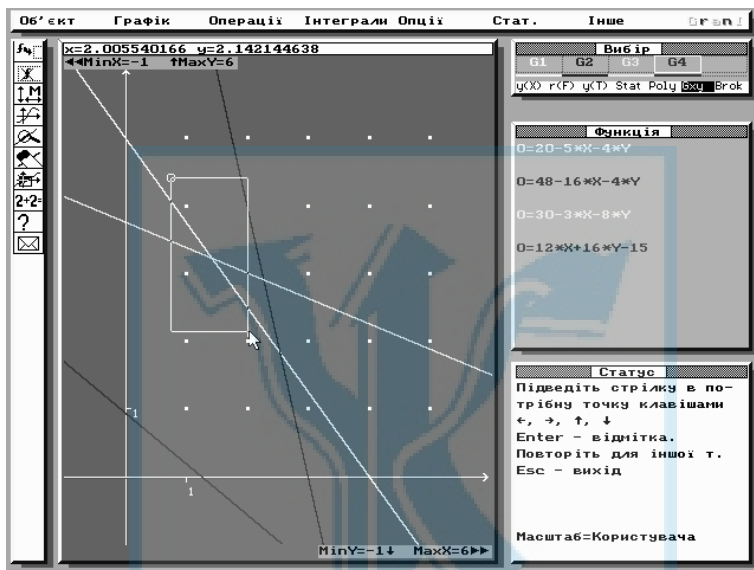 Об'єкт Графік Операції Інтеграли Опції Стат. Інше Gran1
x=2.005540166 y=2.142144638
◄◄MinX=-1 ↑MaxY=6
1
1
MinY=-1↓ MaxX=6►►
↕M
2+2=
?
Вибір
G1 G2 G3 G4
y(X) r(F) y(T) Stat Poly Gxy Brok
Функція
0=20-5*X-4*Y
0=48-16*X-4*Y
0=30-3*X-8*Y
0=12*X+16*Y-15
Статус
Підведіть стрілку в по-
трібну точку клавішами
←, →, ↑, ↓
Enter - відмітка.
Повторіть для іншої т.
Esc - вихід
Масштаб=Користувача